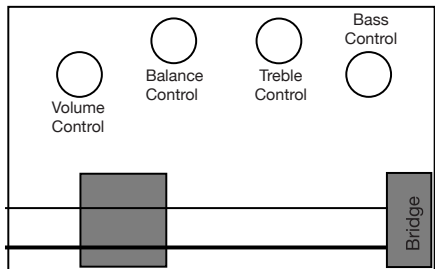 Bass
Control
Balance
Control
Treble
Control
Volume
Control
Bridge